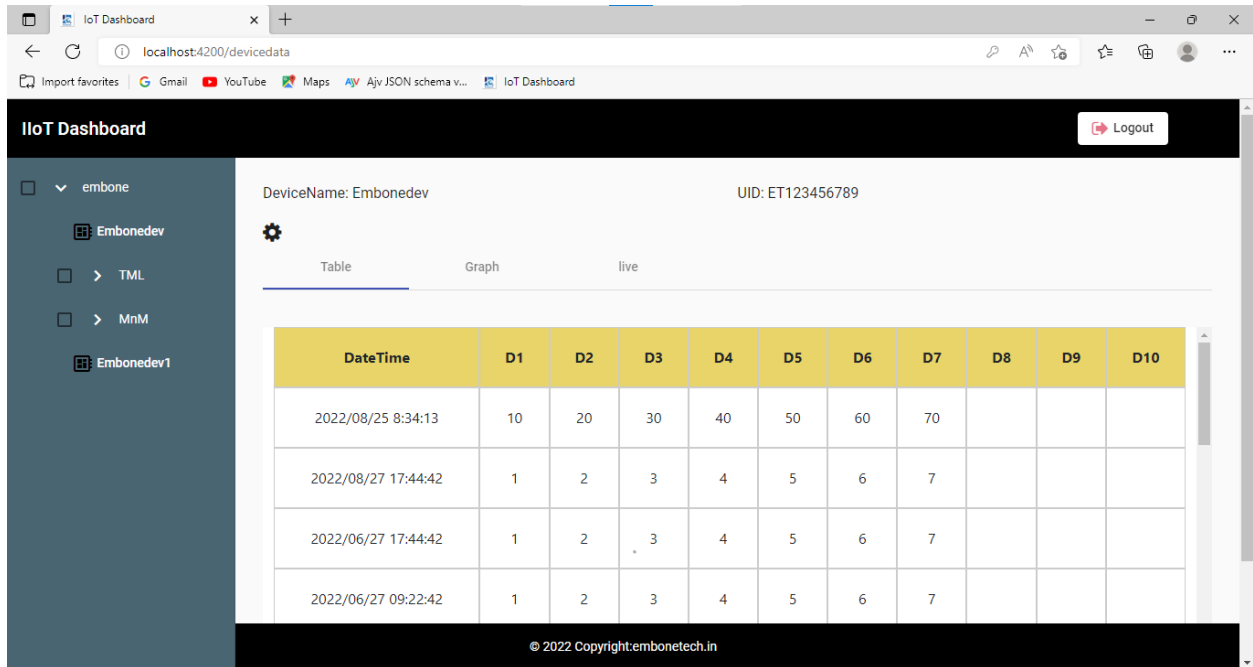 IoT Dashboard
localhost:4200/devicedata
Import favorites Gmail YouTube Maps Ajv JSON schema v... IoT Dashboard
IIoT Dashboard Logout
embone
Embonedev
TML
MnM
Embonedev1
DeviceName: Embonedev UID: ET123456789
Table Graph live
DateTime D1 D2 D3 D4 D5 D6 D7 D8 D9 D10
2022/08/25 8:34:13 10 20 30 40 50 60 70
2022/08/27 17:44:42 1 2 3 4 5 6 7
2022/06/27 17:44:42 1 2 3 4 5 6 7
2022/06/27 09:22:42 1 2 3 4 5 6 7
© 2022 Copyright:embonetech.in